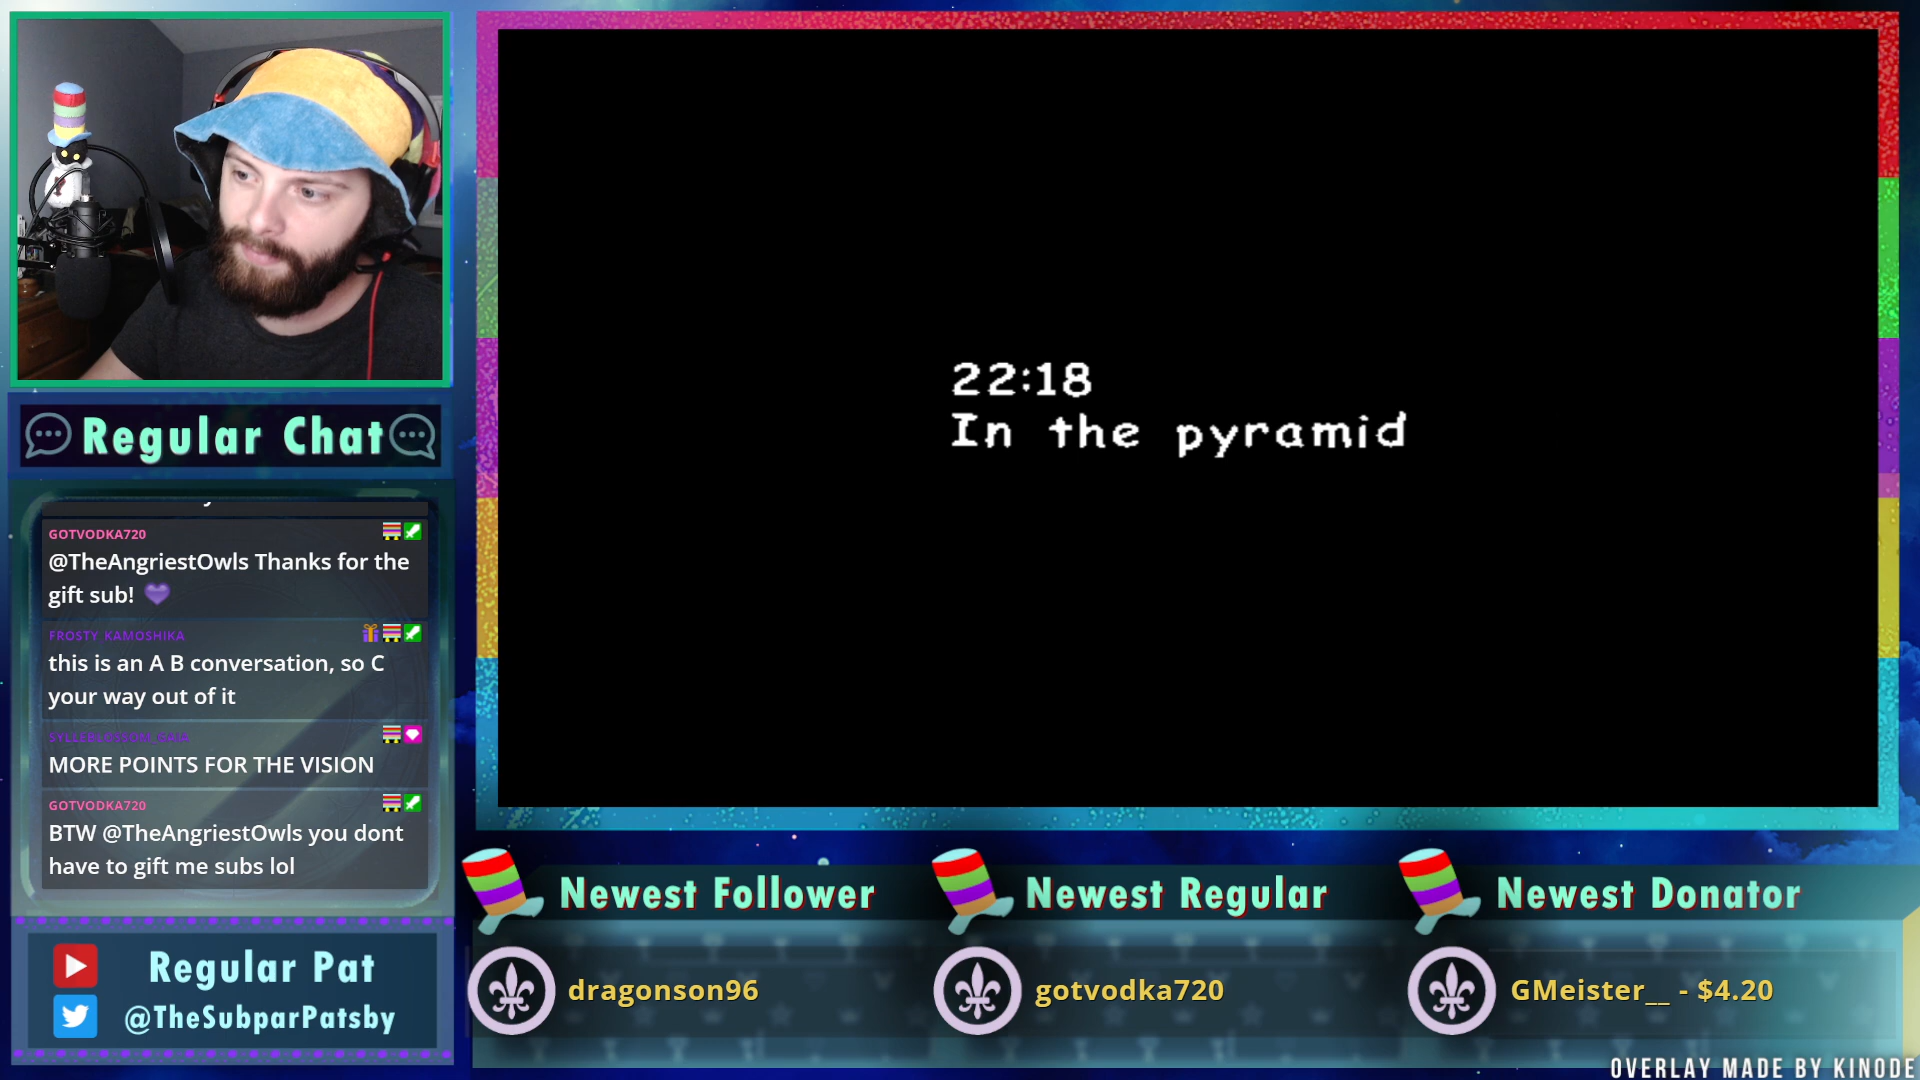 22:18
In the pyramid
Regular Chat
GOTVODKA720
@TheAngriestOwls Thanks for the
gift sub!
FROSTY_KAMOSHIKA
this is an A B conversation, so C
your way out of it
MORE POINTS FOR THE VISION
GOTVODKA720
BTW @TheAngriestOwls you dont
have to gift me subs lol
Regular Pat
@TheSubparPatsby
Newest Follower
dragonson96
Newest Regular
gotvodka720
Newest Donator
GMeister__ - $4.20
OVERLAY MADE BY KINODE